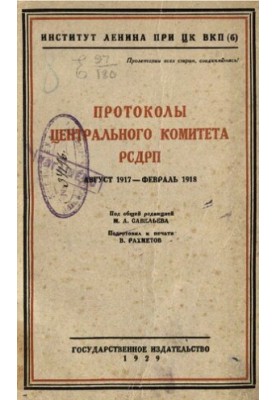 ИНСТИТУТ ЛЕНИНА ПРИ ЦК ВКП(б)
Пролетарии всех стран, соединяйтесь!
ПРОТОКОЛЫ
ЦЕНТРАЛЬНОГО КОМИТЕТА
РСДРП
АВГУСТ 1917—ФЕВРАЛЬ 1918
Под общей редакцией
М. А. САВЕЛЬЕВА
Подготовил к печати
В. РАХМЕТОВ
ГОСУДАРСТВЕННОЕ ИЗДАТЕЛЬСТВО
1929